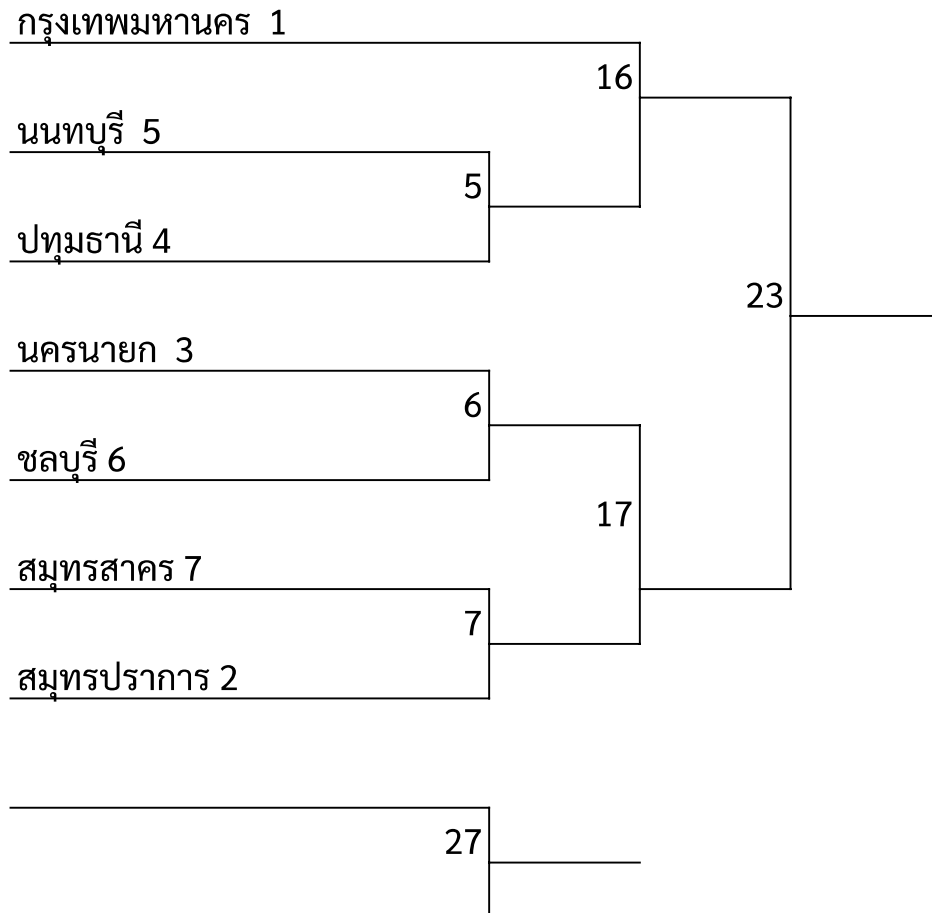 กรุงเทพมหานคร 1
16
นนทบุรี 5
5
ปทุมธานี 4
23
นครนายก 3
6
ชลบุรี 6
17
สมุทรสาคร 7
7
สมุทรปราการ 2
27